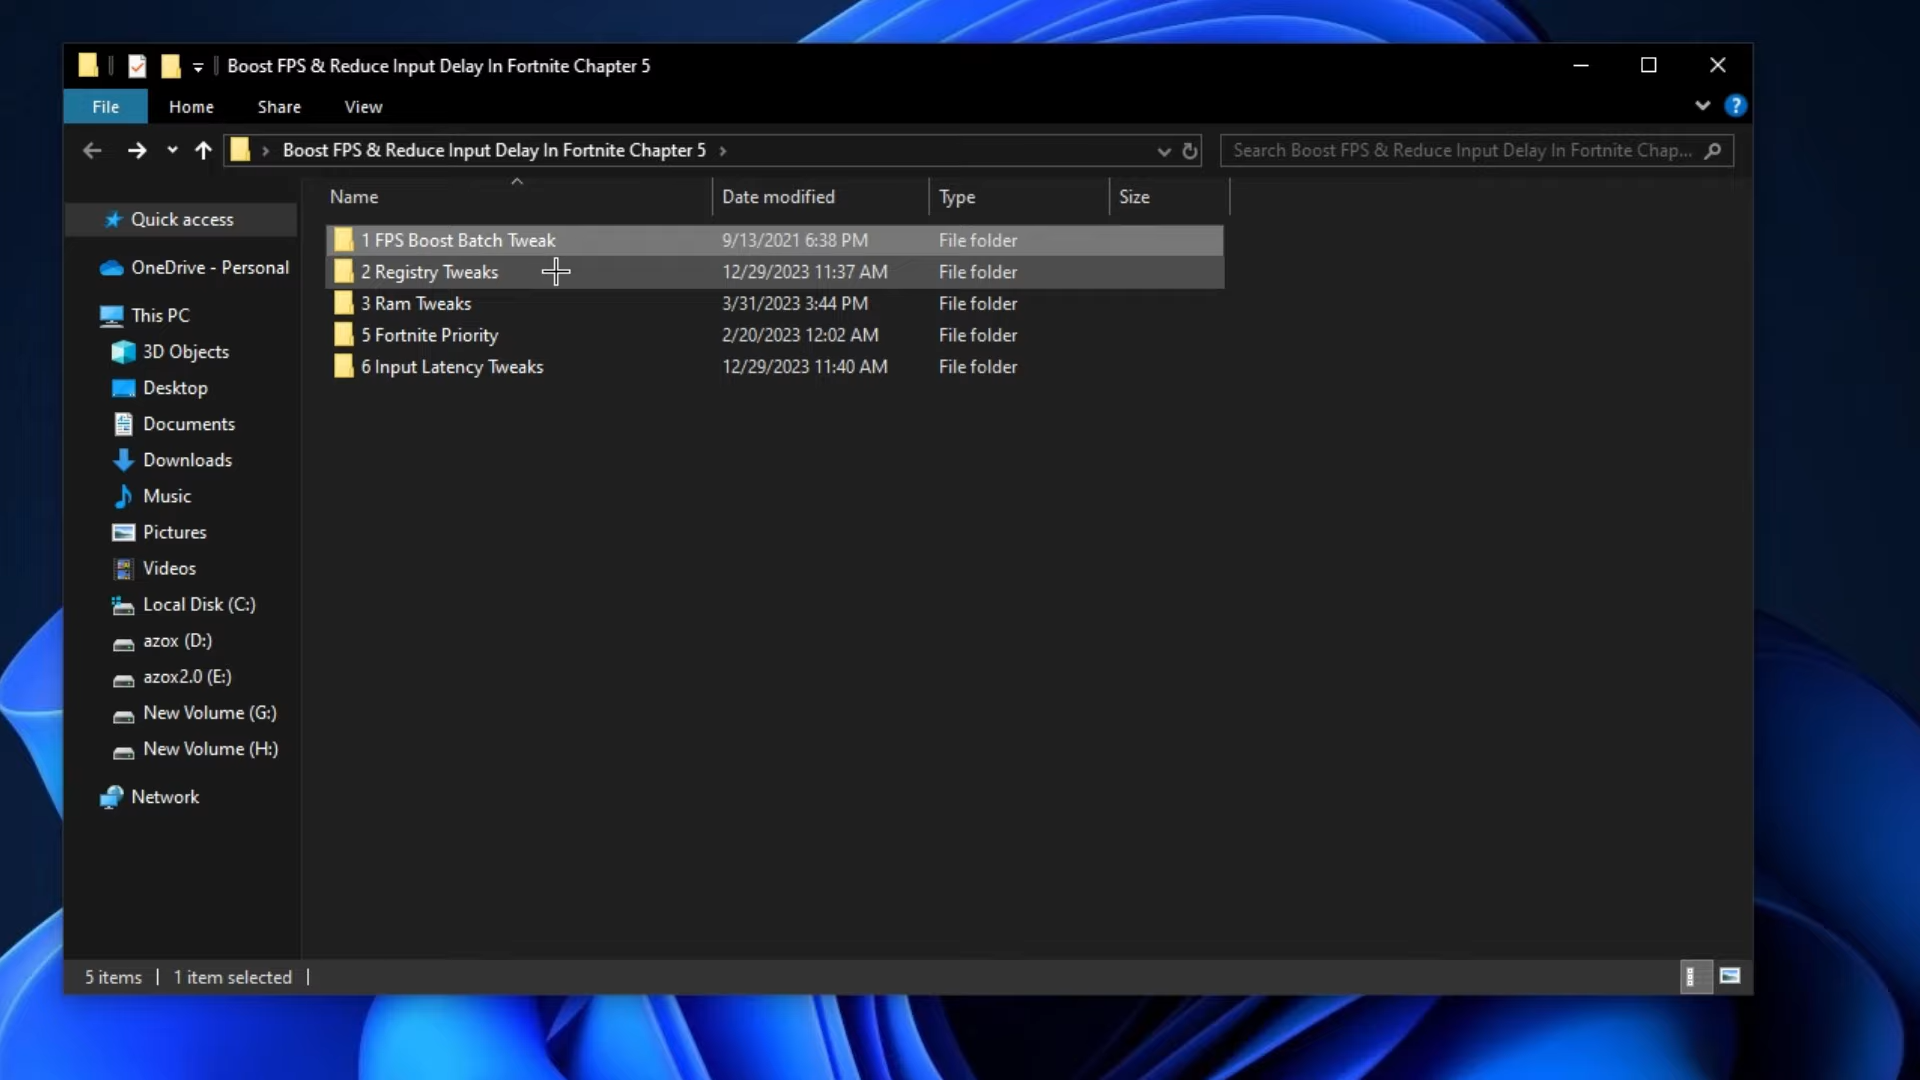 Boost FPS & Reduce Input Delay In Fortnite Chapter 5
File Home Share View
Boost FPS & Reduce Input Delay In Fortnite Chapter 5
Search Boost FPS & Reduce Input Delay In Fortnite Chap...
Name Date modified Type Size
1 FPS Boost Batch Tweak 9/13/2021 6:38 PM File folder
2 Registry Tweaks 12/29/2023 11:37 AM File folder
3 Ram Tweaks 3/31/2023 3:44 PM File folder
5 Fortnite Priority 2/20/2023 12:02 AM File folder
6 Input Latency Tweaks 12/29/2023 11:40 AM File folder
Quick access
OneDrive - Personal
This PC
3D Objects
Desktop
Documents
Downloads
Music
Pictures
Videos
Local Disk (C:)
azox (D:)
azox2.0 (E:)
New Volume (G:)
New Volume (H:)
Network
5 items 1 item selected